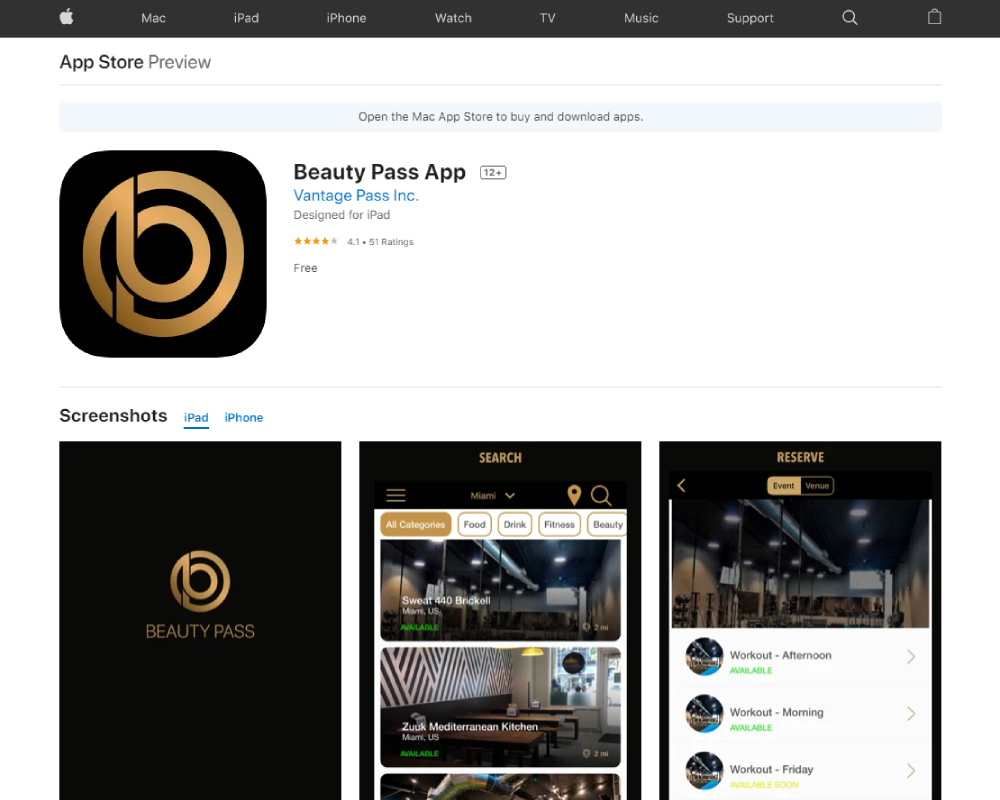 Mac iPad iPhone Watch TV Music Support
App Store Preview
Open the Mac App Store to buy and download apps.
Beauty Pass App 12+
Vantage Pass Inc.
Designed for iPad
4.1 • 51 Ratings
Free
Screenshots iPad iPhone
BEAUTY PASS
SEARCH
Miami
All Categories Food Drink Fitness Beauty
Sweat 440 Brickell
Miami, US
AVAILABLE 2 mi
Zuuk Mediterranean Kitchen
Miami, US
AVAILABLE 2 mi
RESERVE
Event Venue
Workout - Afternoon
AVAILABLE
Workout - Morning
AVAILABLE
Workout - Friday
AVAILABLE SOON